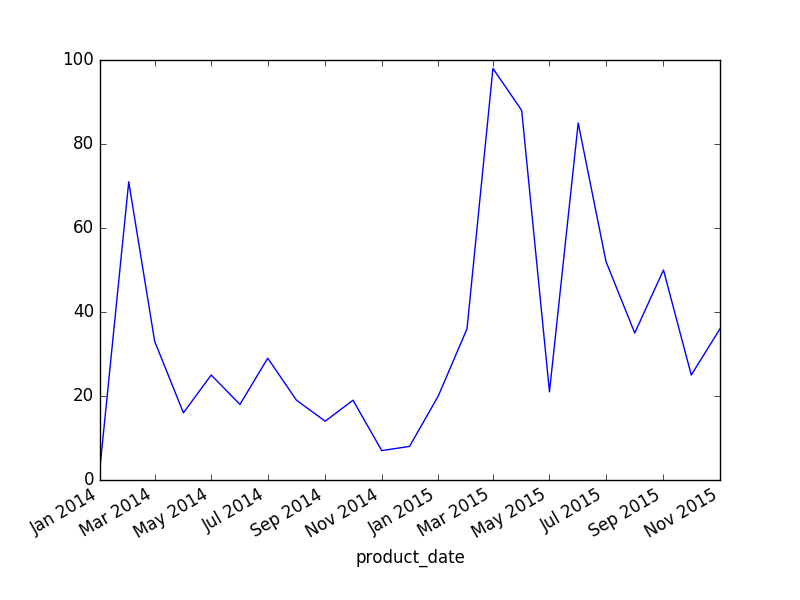 100
80
60
40
20
0
Jan 2014
Mar 2014
May 2014
Jul 2014
Sep 2014
Nov 2014
Jan 2015
Mar 2015
May 2015
Jul 2015
Sep 2015
Nov 2015
product_date